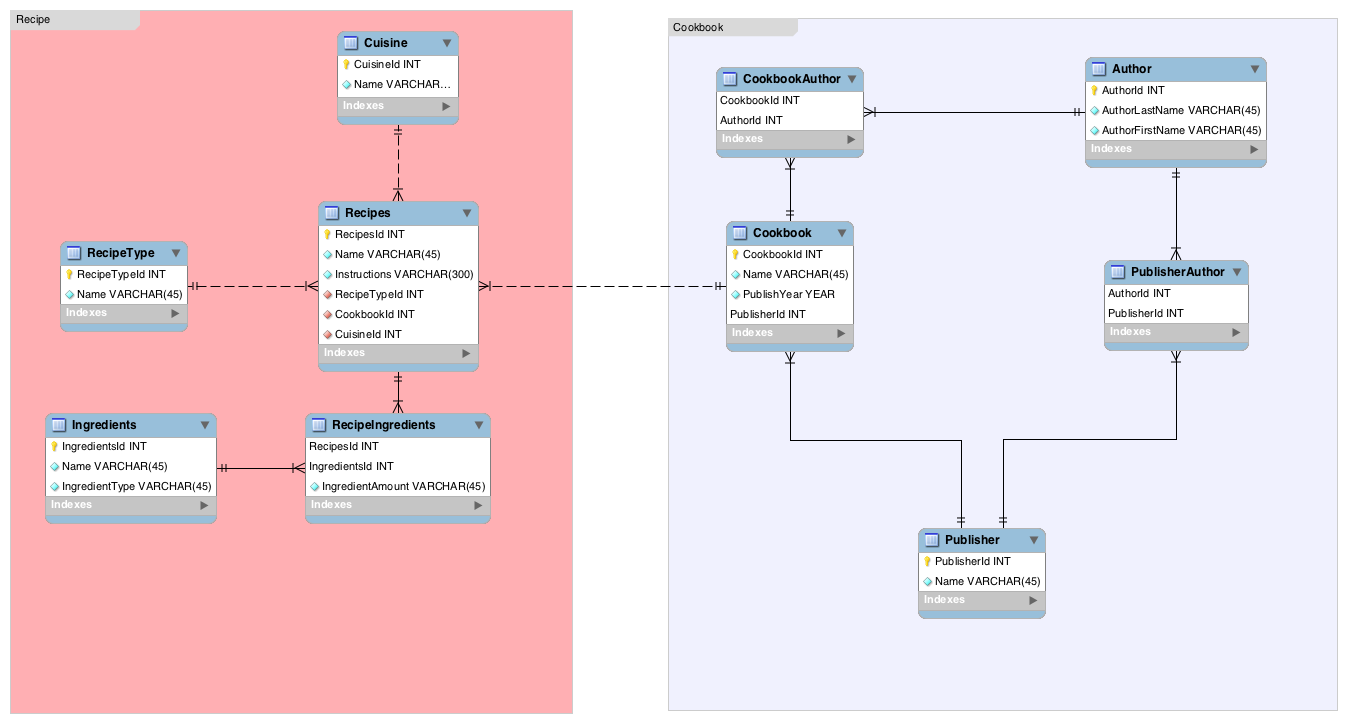 Recipe
Cuisine
CuisineId INT
Name VARCHAR...
Indexes
Recipes
RecipesId INT
Name VARCHAR(45)
Instructions VARCHAR(300)
RecipeTypeId INT
CookbookId INT
CuisineId INT
Indexes
RecipeType
RecipeTypeId INT
Name VARCHAR(45)
Indexes
Ingredients
IngredientsId INT
Name VARCHAR(45)
IngredientType VARCHAR(45)
Indexes
RecipeIngredients
RecipesId INT
IngredientsId INT
IngredientAmount VARCHAR(45)
Indexes
Cookbook
CookbookAuthor
CookbookId INT
AuthorId INT
Indexes
Author
AuthorId INT
AuthorLastName VARCHAR(45)
AuthorFirstName VARCHAR(45)
Indexes
Cookbook
CookbookId INT
Name VARCHAR(45)
PublishYear YEAR
PublisherId INT
Indexes
PublisherAuthor
AuthorId INT
PublisherId INT
Indexes
Publisher
PublisherId INT
Name VARCHAR(45)
Indexes